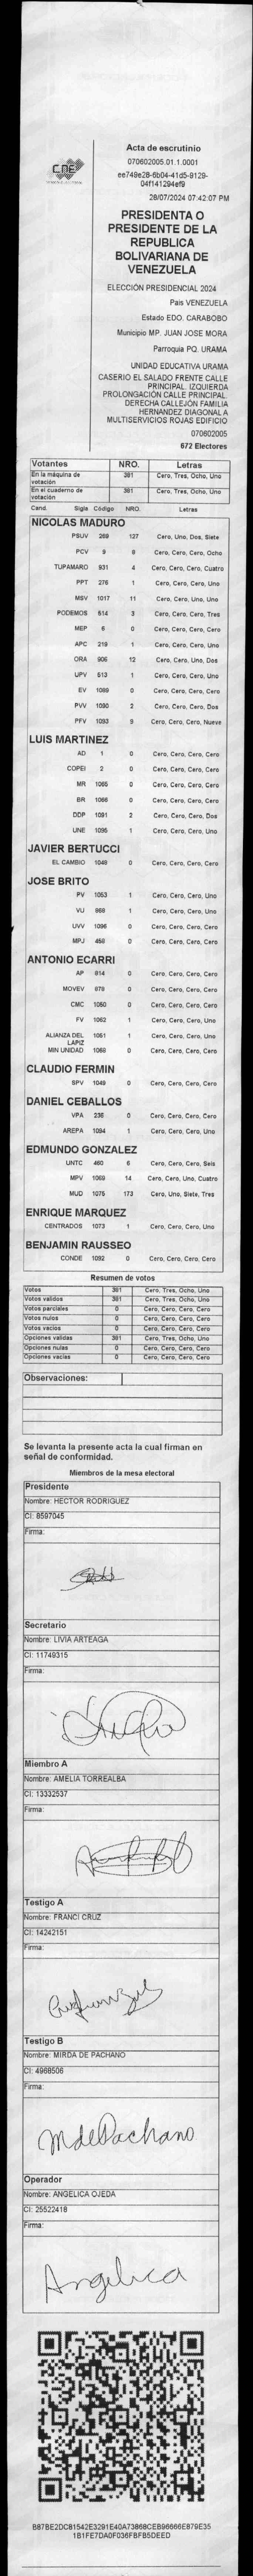 CNE
Acta de escrutinio
070602005.01.1.0001
ee749e28-6b04-41d5-9129-
04f141294ef9
28/07/2024 07:42:07 PM
PRESIDENTA O
PRESIDENTE DE LA
REPUBLICA
BOLIVARIANA DE
VENEZUELA
ELECCIÓN PRESIDENCIAL 2024
Pais VENEZUELA
Estado EDO. CARABOBO
Municipio MP. JUAN JOSE MORA
Parroquia PQ. URAMA
UNIDAD EDUCATIVA URAMA
CASERIO EL SALADO FRENTE CALLE
PRINCIPAL. IZQUIERDA
PROLONGACIÓN CALLE PRINCIPAL.
DERECHA CALLEJÓN FAMILIA
HERNANDEZ DIAGONAL A
MULTISERVICIOS ROJAS EDIFICIO
070602005
672 Electores
Votantes NRO. Letras
En la máquina de votación 381 Cero, Tres, Ocho, Uno
En el cuaderno de votación 381 Cero, Tres, Ocho, Uno
Cand. Sigla Código NRO. Letras
NICOLAS MADURO
PSUV 269 127 Cero, Uno, Dos, Siete
PCV 9 8 Cero, Cero, Cero, Ocho
TUPAMARO 931 4 Cero, Cero, Cero, Cuatro
PPT 276 1 Cero, Cero, Cero, Uno
MSV 1017 11 Cero, Cero, Uno, Uno
PODEMOS 514 3 Cero, Cero, Cero, Tres
MEP 6 0 Cero, Cero, Cero, Cero
APC 219 1 Cero, Cero, Cero, Uno
ORA 906 12 Cero, Cero, Uno, Dos
UPV 513 1 Cero, Cero, Cero, Uno
EV 1089 0 Cero, Cero, Cero, Cero
PVV 1090 2 Cero, Cero, Cero, Dos
PFV 1093 9 Cero, Cero, Cero, Nueve
LUIS MARTINEZ
AD 1 0 Cero, Cero, Cero, Cero
COPEI 2 0 Cero, Cero, Cero, Cero
MR 1065 0 Cero, Cero, Cero, Cero
BR 1066 0 Cero, Cero, Cero, Cero
DDP 1091 2 Cero, Cero, Cero, Dos
UNE 1095 1 Cero, Cero, Cero, Uno
JAVIER BERTUCCI
EL CAMBIO 1048 0 Cero, Cero, Cero, Cero
JOSE BRITO
PV 1053 1 Cero, Cero, Cero, Uno
VU 868 1 Cero, Cero, Cero, Uno
UVV 1096 0 Cero, Cero, Cero, Cero
MPJ 458 0 Cero, Cero, Cero, Cero
ANTONIO ECARRI
AP 814 0 Cero, Cero, Cero, Cero
MOVEV 878 0 Cero, Cero, Cero, Cero
CMC 1050 0 Cero, Cero, Cero, Cero
FV 1062 1 Cero, Cero, Cero, Uno
ALIANZA DEL LAPIZ 1051 1 Cero, Cero, Cero, Uno
MIN UNIDAD 1068 0 Cero, Cero, Cero, Cero
CLAUDIO FERMIN
SPV 1049 0 Cero, Cero, Cero, Cero
DANIEL CEBALLOS
VPA 236 0 Cero, Cero, Cero, Cero
AREPA 1094 1 Cero, Cero, Cero, Uno
EDMUNDO GONZALEZ
UNTC 480 6 Cero, Cero, Cero, Seis
MPV 1069 14 Cero, Cero, Uno, Cuatro
MUD 1075 173 Cero, Uno, Siete, Tres
ENRIQUE MARQUEZ
CENTRADOS 1073 1 Cero, Cero, Cero, Uno
BENJAMIN RAUSSEO
CONDE 1092 0 Cero, Cero, Cero, Cero
Resumen de votos
Votos 381 Cero, Tres, Ocho, Uno
Votos validos 381 Cero, Tres, Ocho, Uno
Votos parciales 0 Cero, Cero, Cero, Cero
Votos nulos 0 Cero, Cero, Cero, Cero
Votos vacios 0 Cero, Cero, Cero, Cero
Opciones validas 381 Cero, Tres, Ocho, Uno
Opciones nulas 0 Cero, Cero, Cero, Cero
Opciones vacias 0 Cero, Cero, Cero, Cero
Observaciones:
Se levanta la presente acta la cual firman en
señal de conformidad.
Miembros de la mesa electoral
Presidente
Nombre: HECTOR RODRIGUEZ
CI: 8597045
Firma:
Secretario
Nombre: LIVIA ARTEAGA
CI: 11749315
Firma:
Miembro A
Nombre: AMELIA TORREALBA
CI: 13332537
Firma:
Testigo A
Nombre: FRANCI CRUZ
CI: 14242151
Firma:
Testigo B
Nombre: MIRDA DE PACHANO
CI: 4968506
Firma:
MdePachano
Operador
Nombre: ANGELICA OJEDA
CI: 25522418
Firma:
Angelica
B87BE2DC81542E3291E40A73868CEB96666EB79E35
1B1FE7DA0F036FBFB5DEED